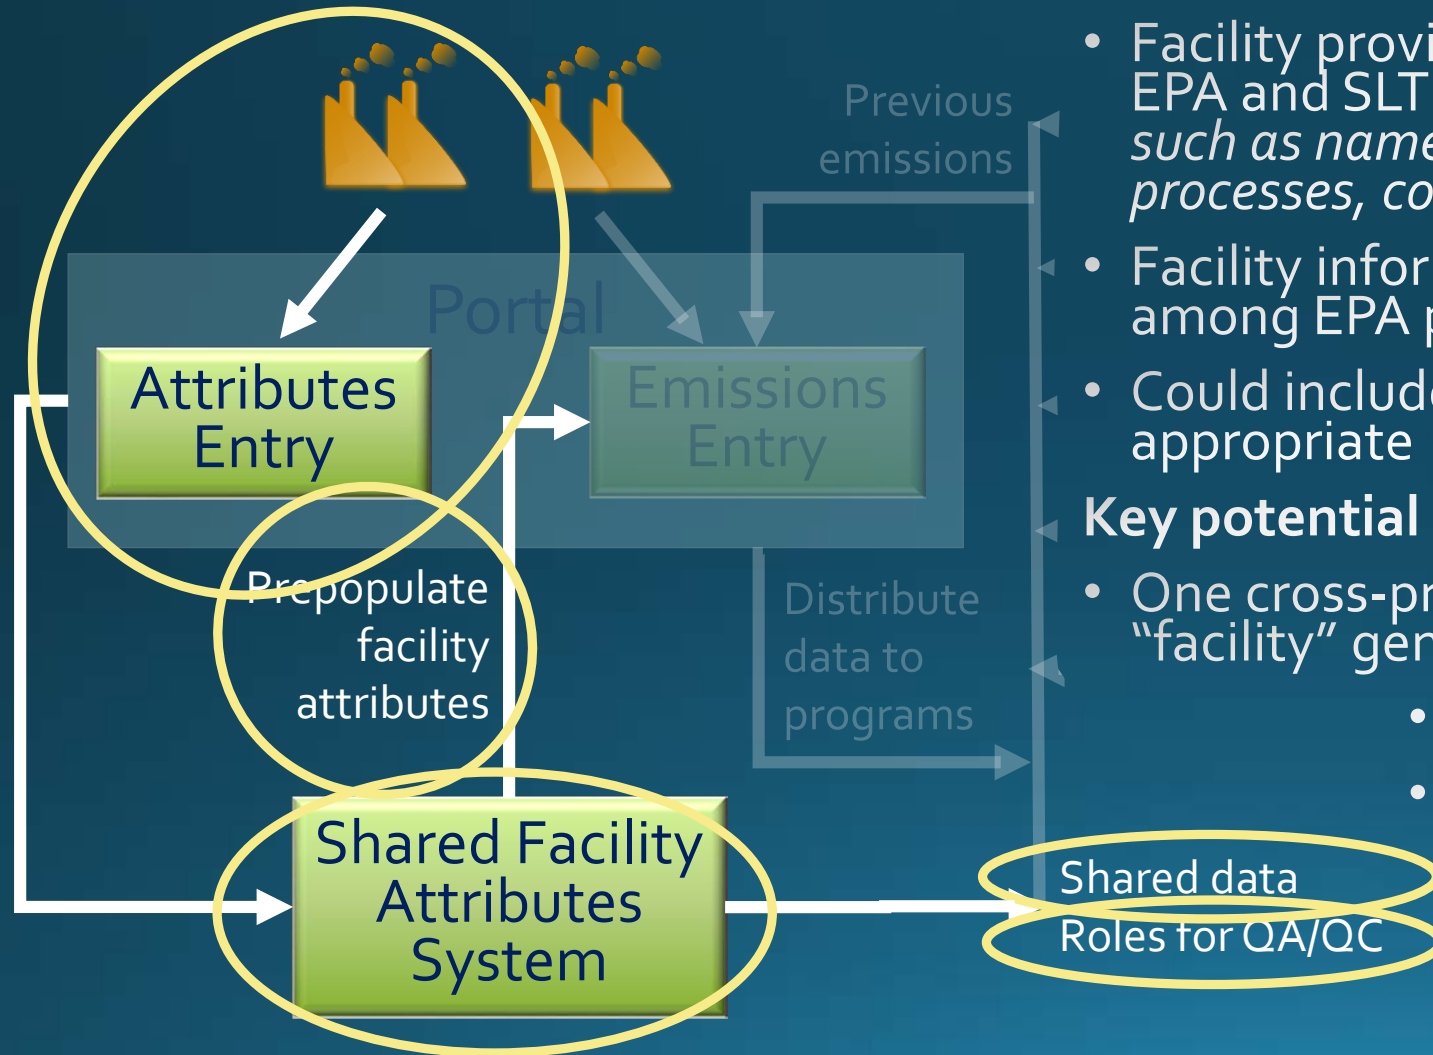 Previous
emissions
Portal
Attributes
Entry
Emissions
Entry
Prepopulate
facility
attributes
Distribute
data to
programs
Shared Facility
Attributes
System
Shared data
Roles for QA/QC
• Facility provi
EPA and SLT
such as name
processes, co
• Facility infor
among EPA p
• Could include
appropriate
Key potential
• One cross-pr
“facility” gen
•
•